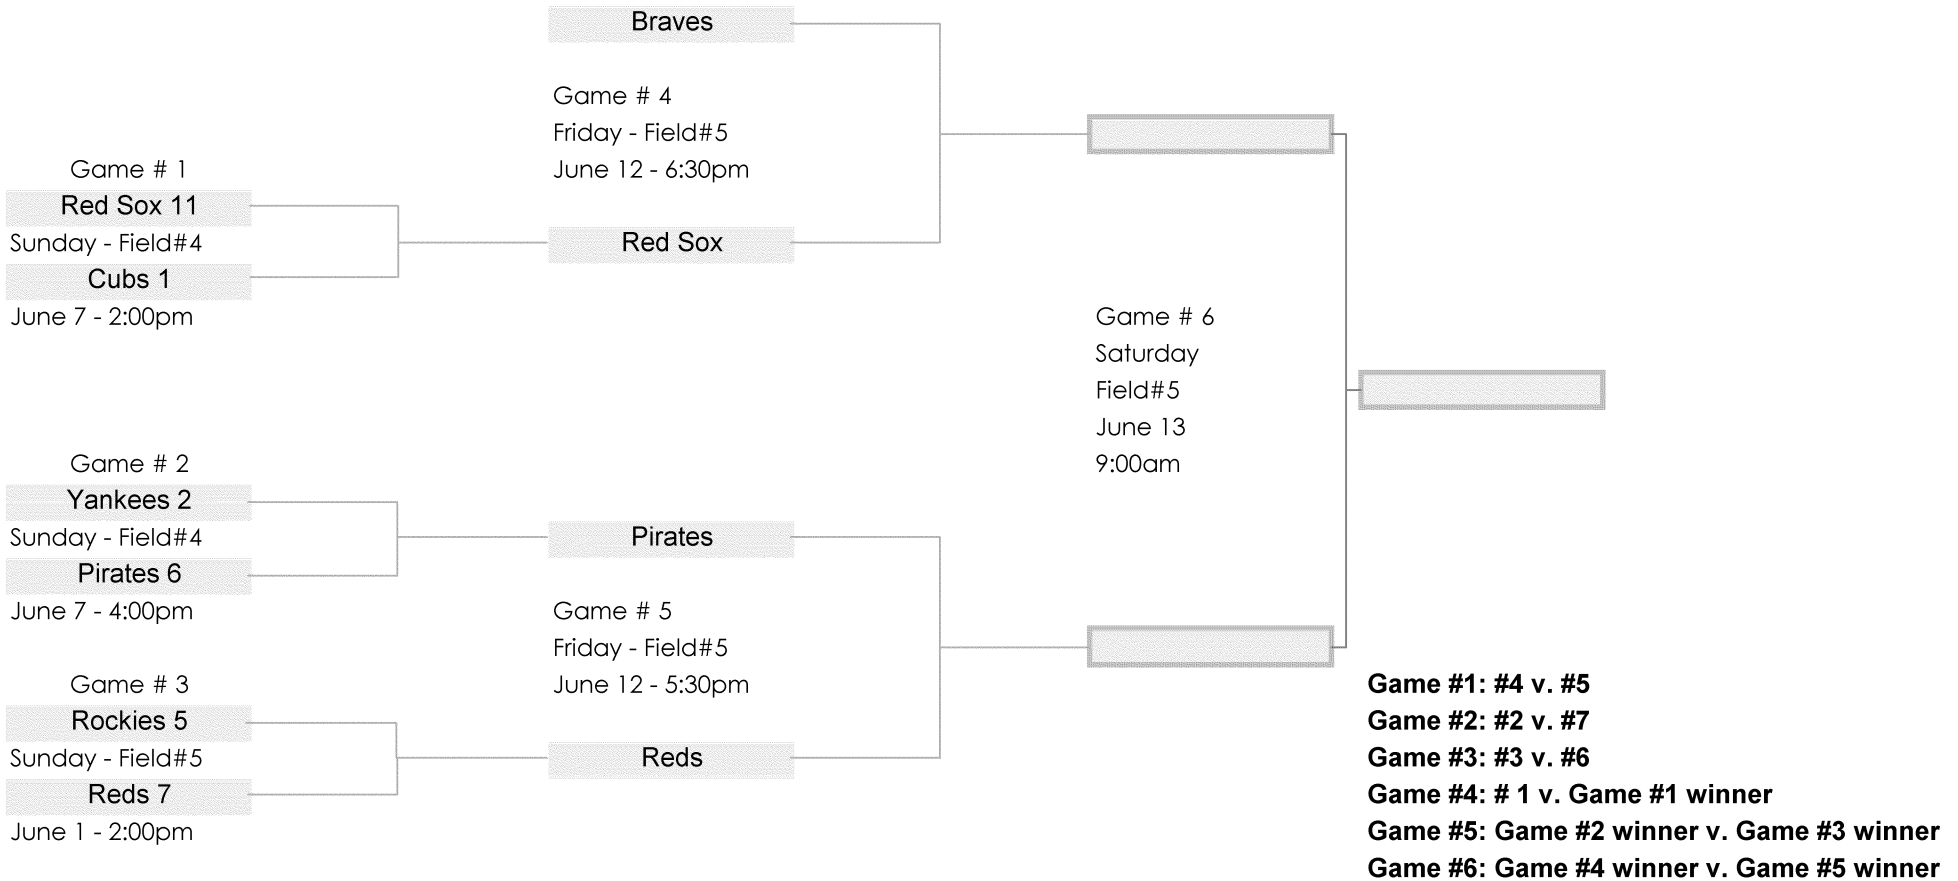 Braves
Game # 4
Friday - Field#5
June 12 - 6:30pm
Game # 1
Red Sox 11
Sunday - Field#4
Cubs 1
June 7 - 2:00pm
Red Sox
Game # 6
Saturday
Field#5
June 13
9:00am
Game # 2
Yankees 2
Sunday - Field#4
Pirates 6
June 7 - 4:00pm
Pirates
Game # 5
Friday - Field#5
June 12 - 5:30pm
Game # 3
Rockies 5
Sunday - Field#5
Reds 7
June 1 - 2:00pm
Reds
Game #1: #4 v. #5
Game #2: #2 v. #7
Game #3: #3 v. #6
Game #4: # 1 v. Game #1 winner
Game #5: Game #2 winner v. Game #3 winner
Game #6: Game #4 winner v. Game #5 winner